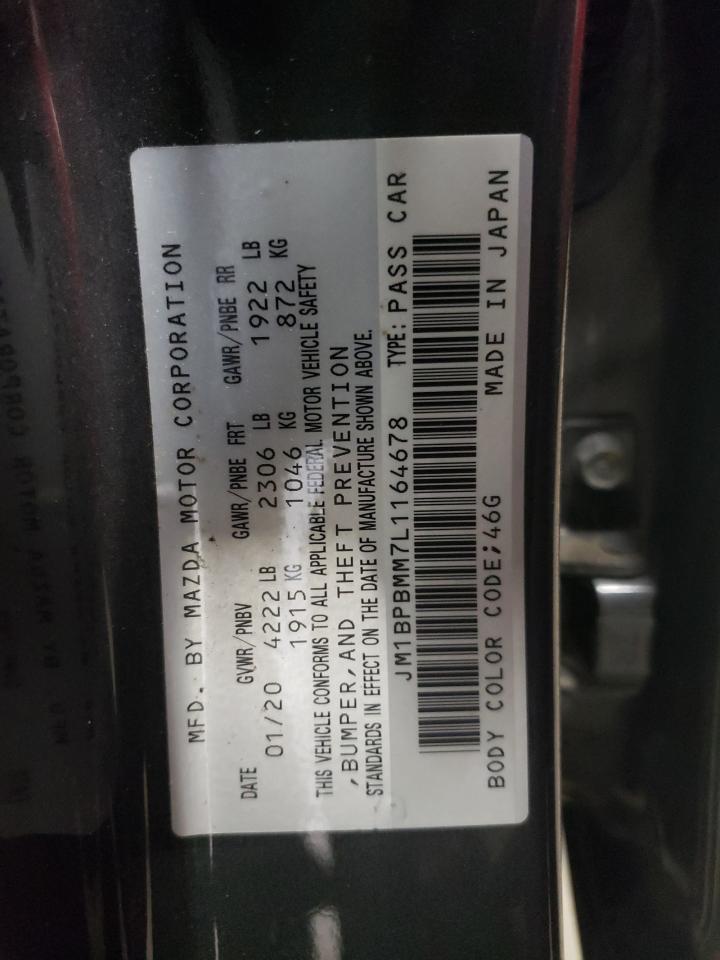 MFD. BY MAZDA MOTOR CORPORATION
DATE GVWR/PNBV GAWR/PNBE FRT GAWR/PNBE RR
01/20 4222 LB 2306 LB 1922 LB
1915 KG 1046 KG 872 KG
THIS VEHICLE CONFORMS TO ALL APPLICABLE FEDERAL MOTOR VEHICLE SAFETY
,BUMPER, AND THEFT PREVENTION
STANDARDS IN EFFECT ON THE DATE OF MANUFACTURE SHOWN ABOVE.
JM1BPBMM7L1164678 TYPE: PASS CAR
BODY COLOR CODE;46G MADE IN JAPAN